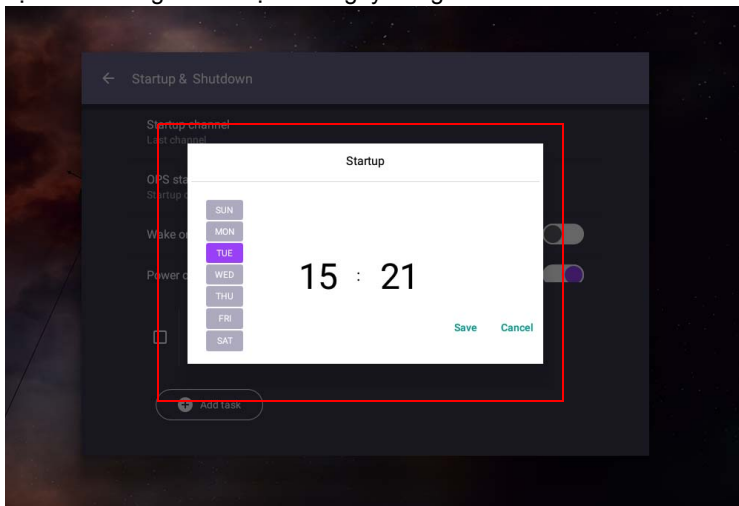 Startup & Shutdown
Startup channel
Last channel
Startup
OPS sta
Startup
SUN
MON
Wake o
TUE
Power
WED
15 : 21
THU
FRI
SAT
Save Cancel
Add task